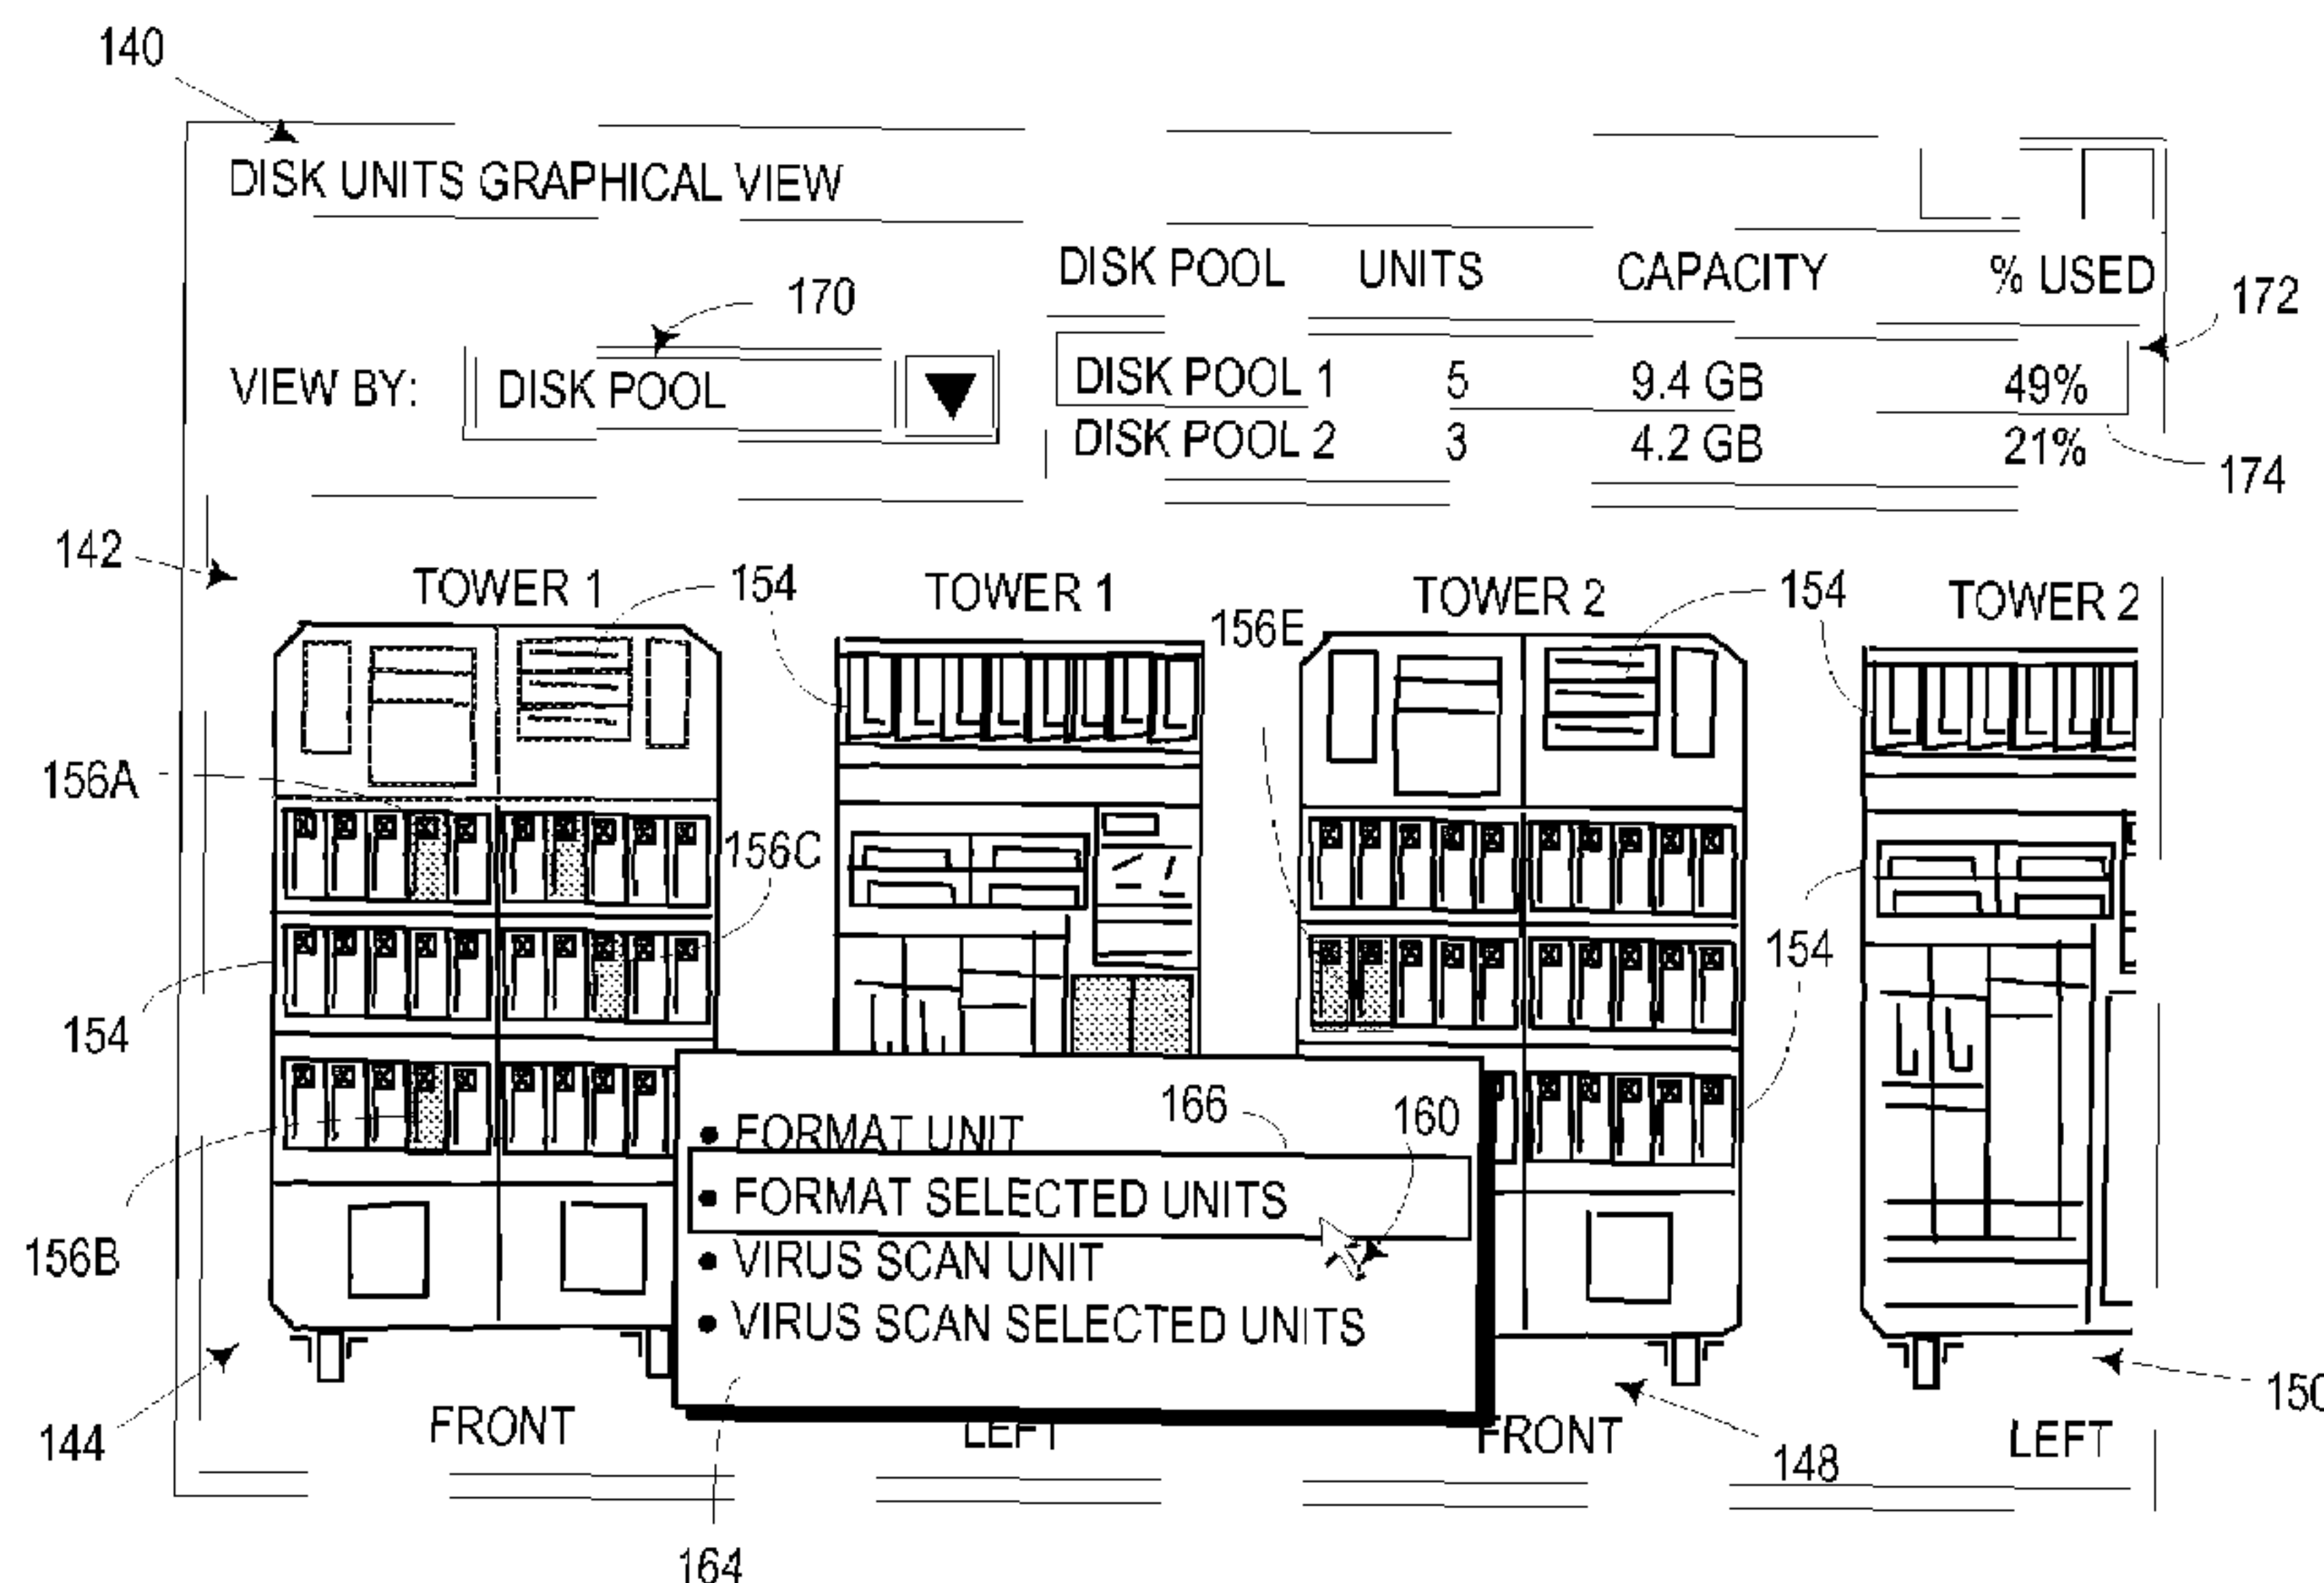 140
DISK UNITS GRAPHICAL VIEW
DISK POOL UNITS CAPACITY % USED
170
172
VIEW BY: DISK POOL
DISK POOL 1 5 9.4 GB 49%
DISK POOL 2 3 4.2 GB 21%
174
142
TOWER 1 154 TOWER 1 TOWER 2 154 TOWER 2
156E
156A
156C
154
154
166 160
• FORMAT UNIT
• FORMAT SELECTED UNITS
• VIRUS SCAN UNIT
• VIRUS SCAN SELECTED UNITS
156B
144
150
FRONT LEFT FRONT LEFT
148
164